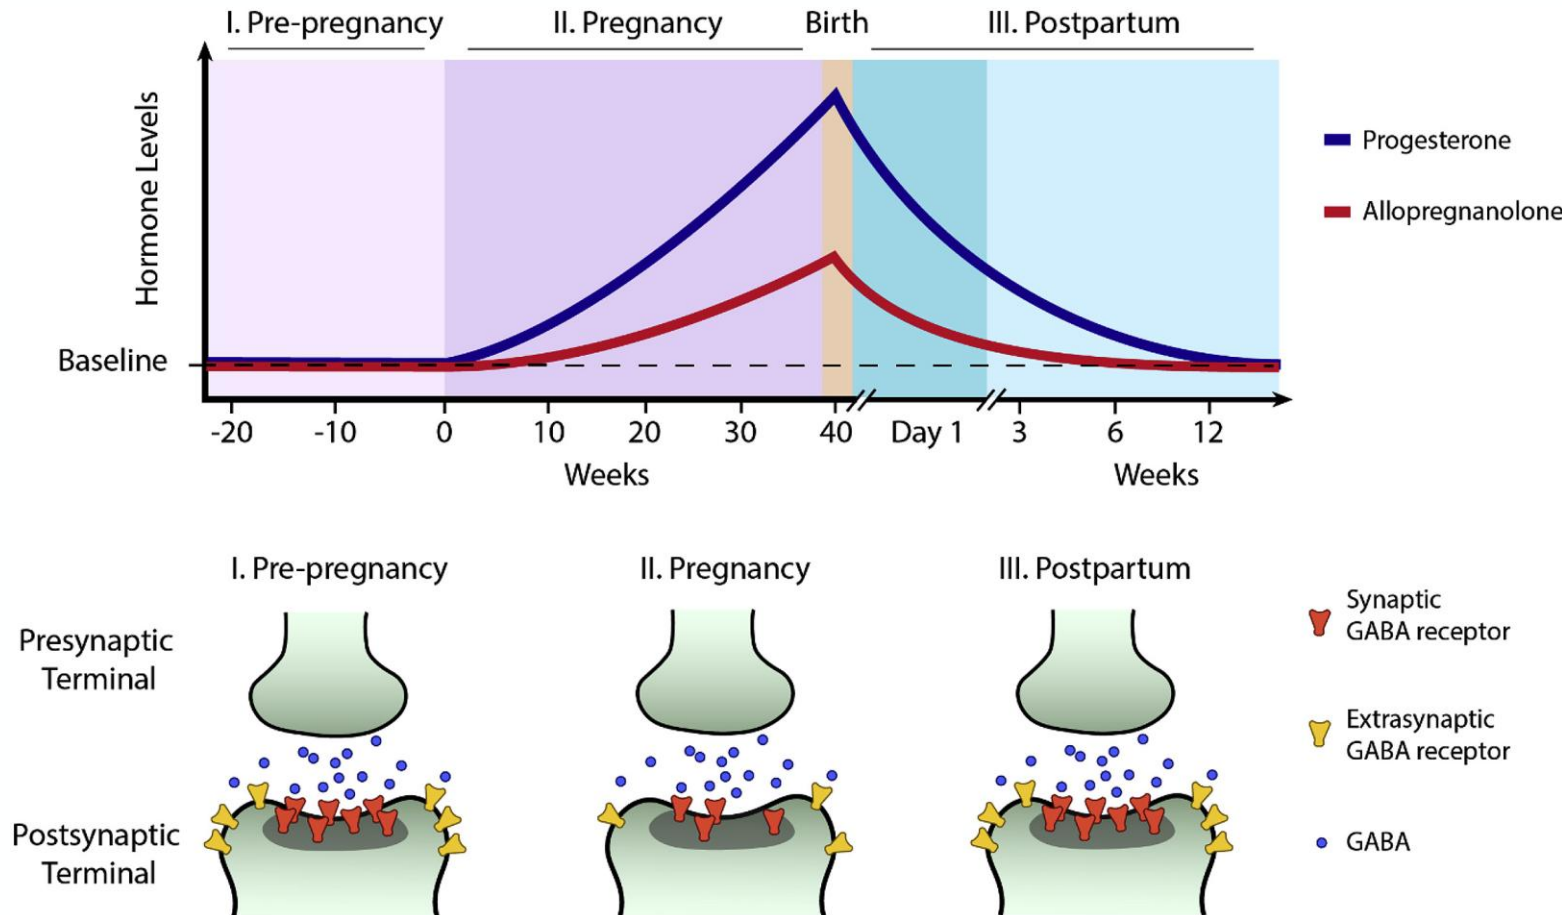 I. Pre-pregnancy
II. Pregnancy
Birth
III. Postpartum
Hormone Levels
Progesterone
Allopregnanolone
Baseline
-20 -10 0 10 20 30 40 Day 1 3 6 12
Weeks Weeks
I. Pre-pregnancy
II. Pregnancy
III. Postpartum
Presynaptic
Terminal
Postsynaptic
Terminal
Synaptic
GABA receptor
Extrasynaptic
GABA receptor
GABA